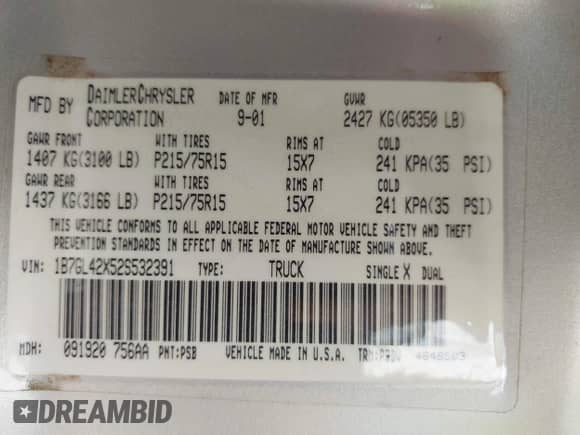 MFD BY DAIMLERCHRYSLER CORPORATION DATE OF MFR 9-01 GVWR 2427 KG(05350 LB)
GAWR FRONT WITH TIRES RIMS AT COLD
1407 KG(3100 LB) P215/75R15 15X7 241 KPA(35 PSI)
GAWR REAR WITH TIRES RIMS AT COLD
1437 KG(3166 LB) P215/75R15 15X7 241 KPA(35 PSI)
THIS VEHICLE CONFORMS TO ALL APPLICABLE FEDERAL MOTOR VEHICLE SAFETY AND THEFT
PREVENTION STANDARDS IN EFFECT ON THE DATE OF MANUFACTURE SHOWN ABOVE.
VIN: 1B7GL42X52S532391 TYPE: TRUCK SINGLE X DUAL
MDH: 091920 756AA PNT:PSB VEHICLE MADE IN U.S.A. 4648503
DREAMBID